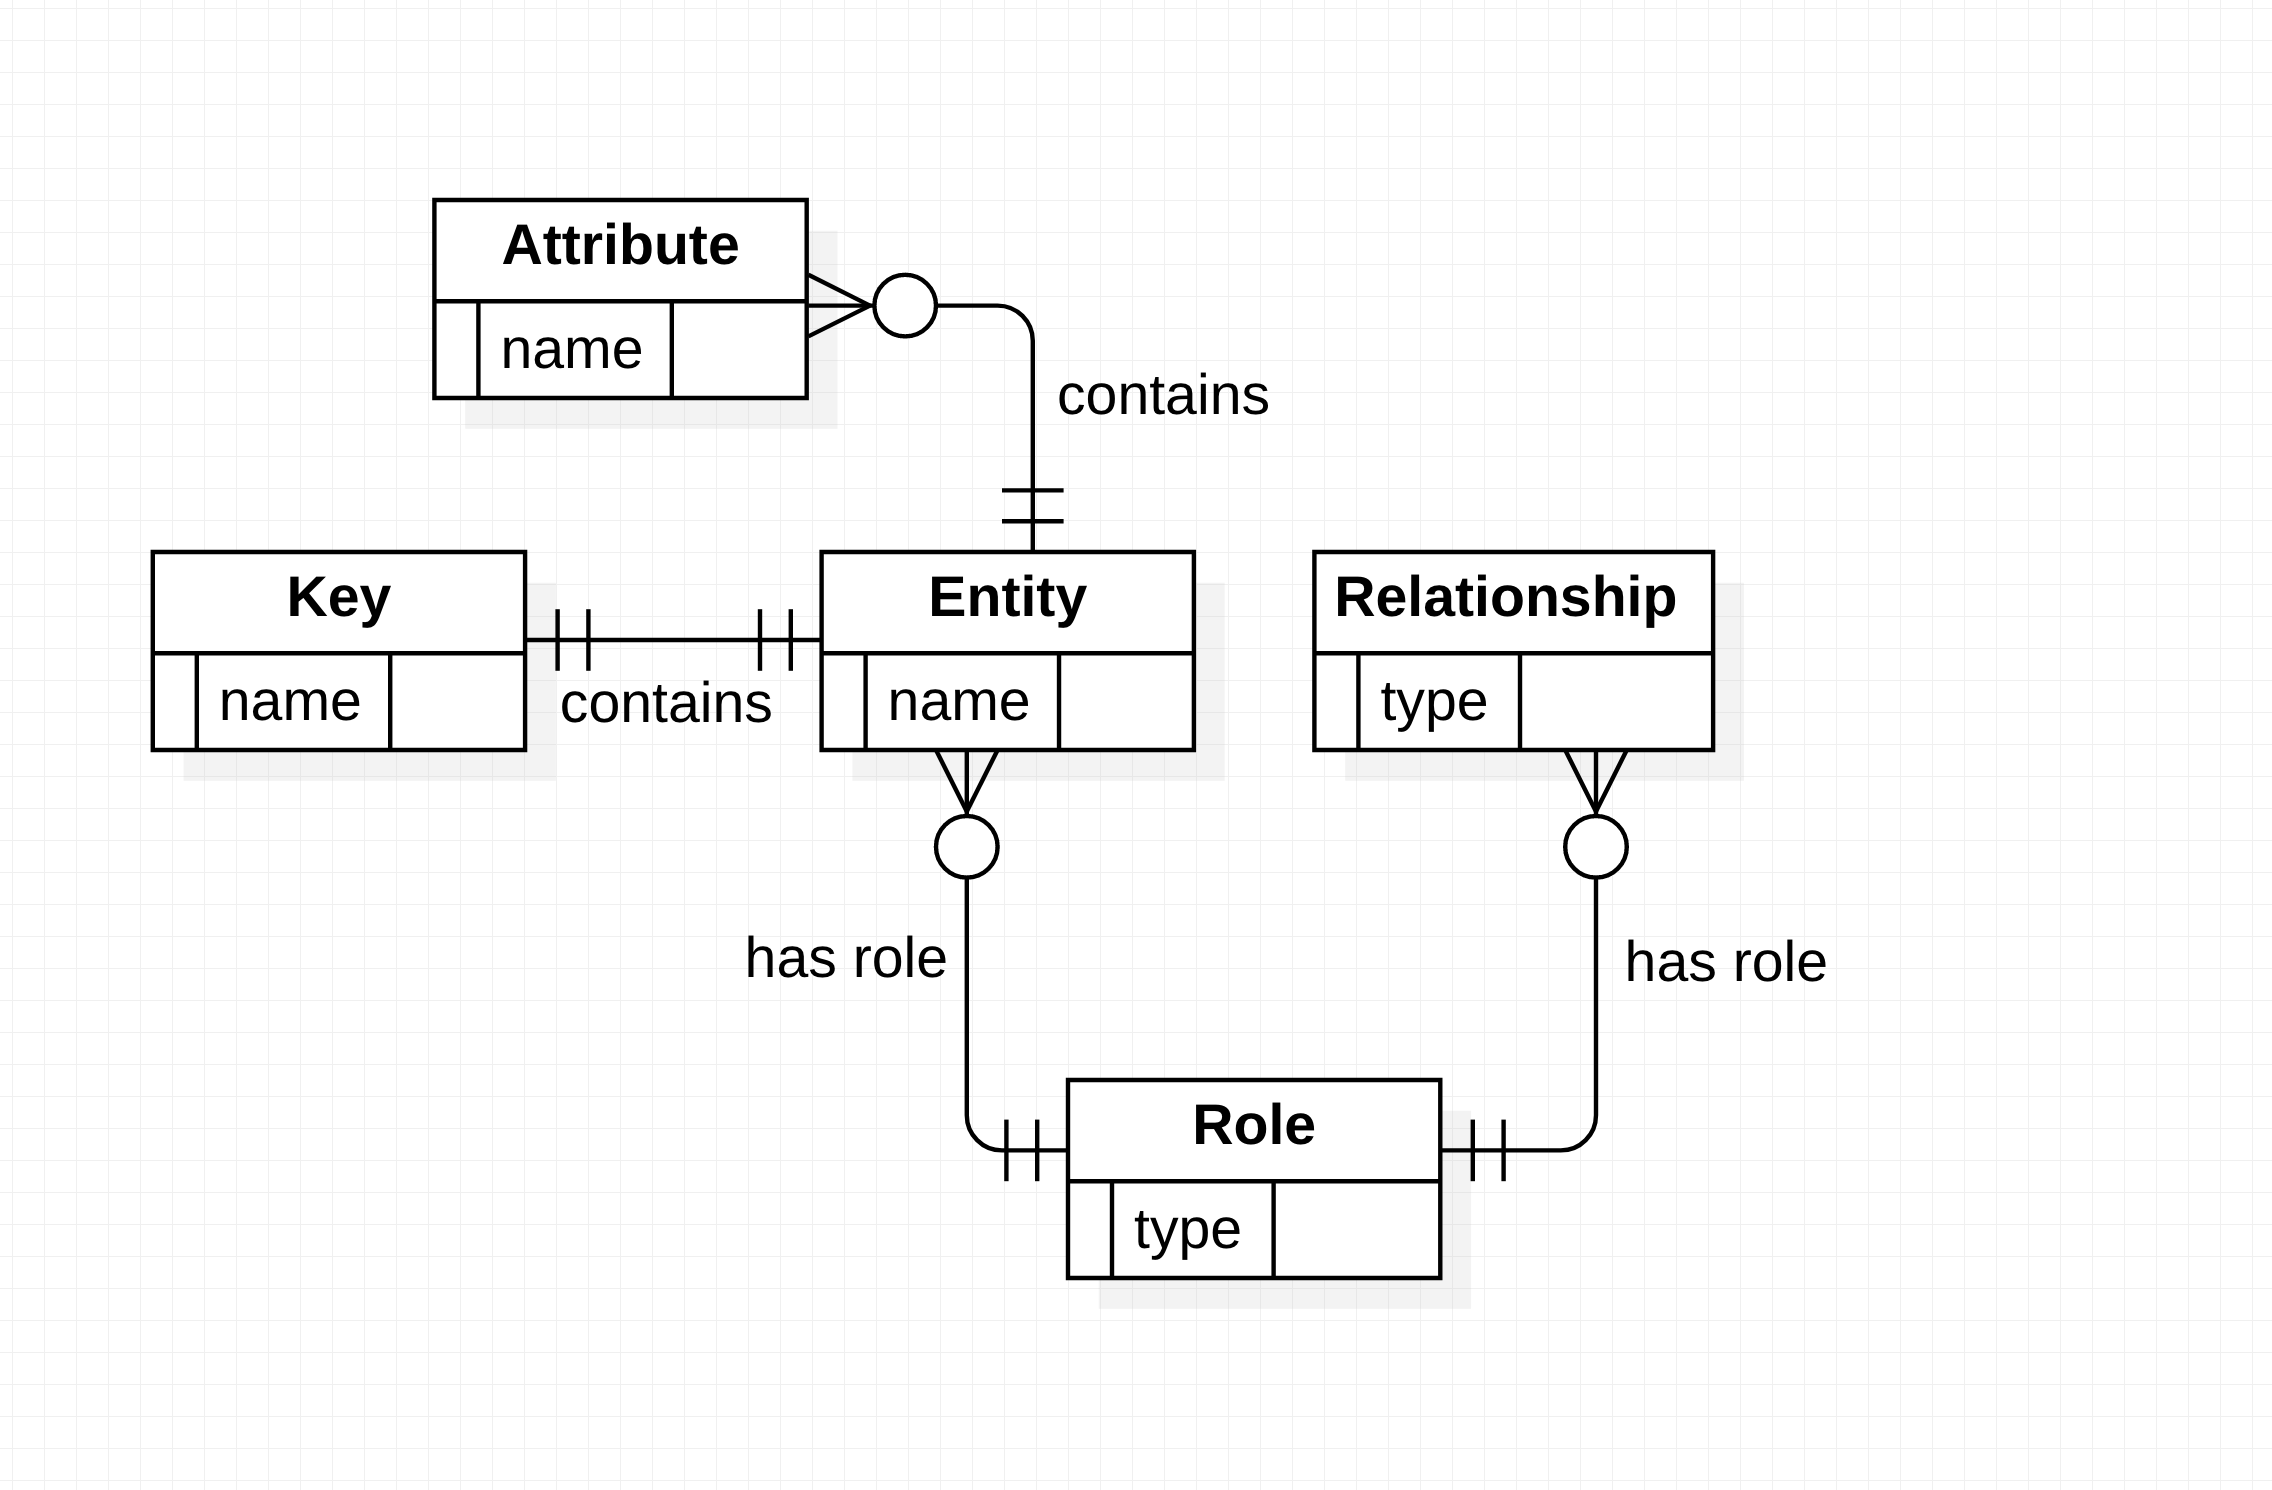 Attribute
name
contains
Key
name
contains
Entity
name
Relationship
type
has role
has role
Role
type